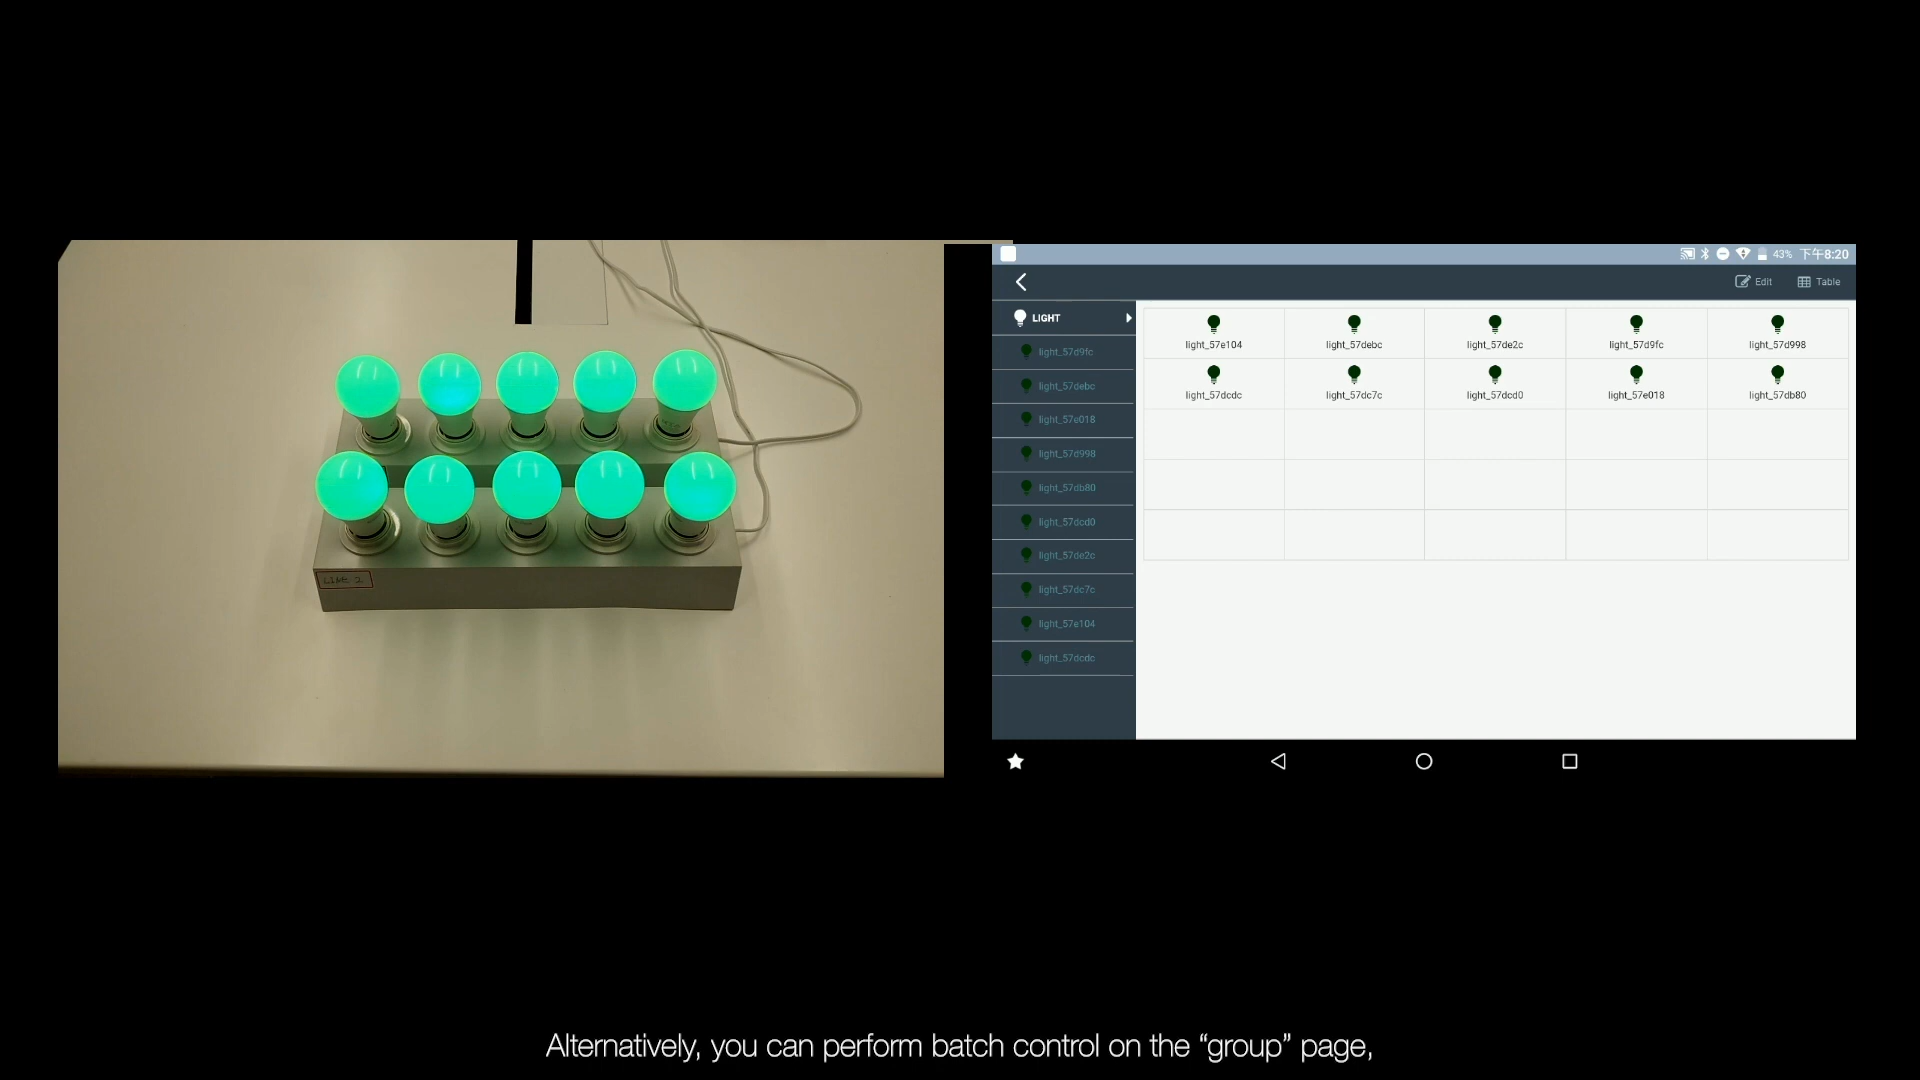 43% 下午8:20
Edit Table
LIGHT
light_57d9fc
light_57debc
light_57e018
light_57d998
light_57db80
light_57dcd0
light_57de2c
light_57dc7c
light_57e104
light_57dcdc
light_57e104 light_57debc light_57de2c light_57d9fc light_57d998
light_57dcdc light_57dc7c light_57dcd0 light_57e018 light_57db80
LINE 2
Alternatively, you can perform batch control on the “group” page,